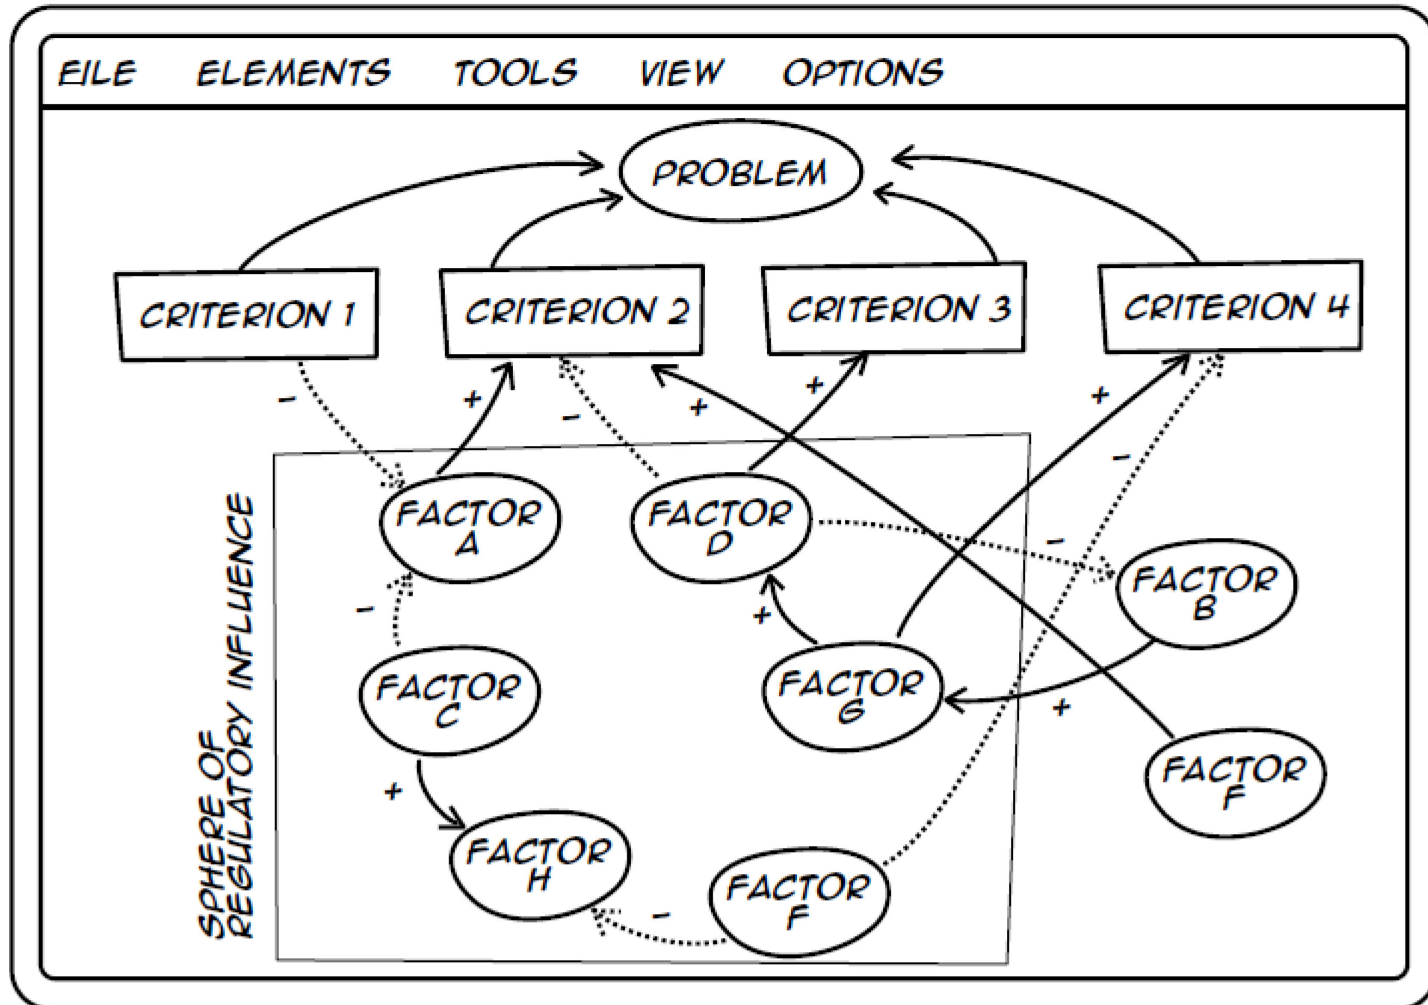 FILE ELEMENTS TOOLS VIEW OPTIONS
PROBLEM
CRITERION 1
CRITERION 2
CRITERION 3
CRITERION 4
-
+
-
+
+
+
-
SPHERE OF
REGULATORY INFLUENCE
FACTOR
A
FACTOR
D
-
FACTOR
B
-
+
FACTOR
C
FACTOR
G
+
+
FACTOR
F
FACTOR
H
-
FACTOR
F